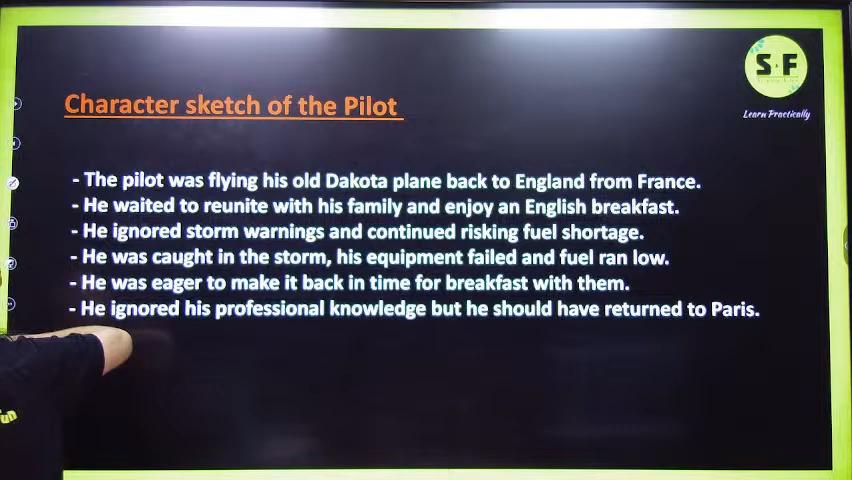 S F
Learn Practically
Character sketch of the Pilot
- The pilot was flying his old Dakota plane back to England from France.
- He waited to reunite with his family and enjoy an English breakfast.
- He ignored storm warnings and continued risking fuel shortage.
- He was caught in the storm, his equipment failed and fuel ran low.
- He was eager to make it back in time for breakfast with them.
- He ignored his professional knowledge but he should have returned to Paris.